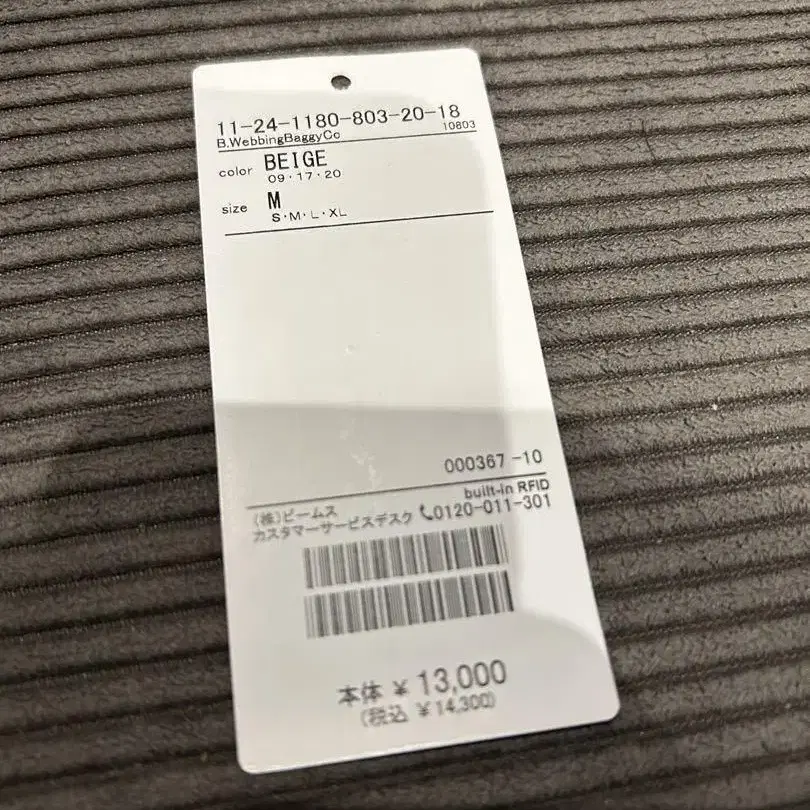 11-24-1180-803-20-18
B.WebbingBaggyCo 10803
color BEIGE
09・17・20
size M
S・M・L・XL
000367 -10
built-in RFID
(株)ビームス
カスタマーサービスデスク 📞0120-011-301
本体 ¥ 13,000
(税込 ¥14,300)